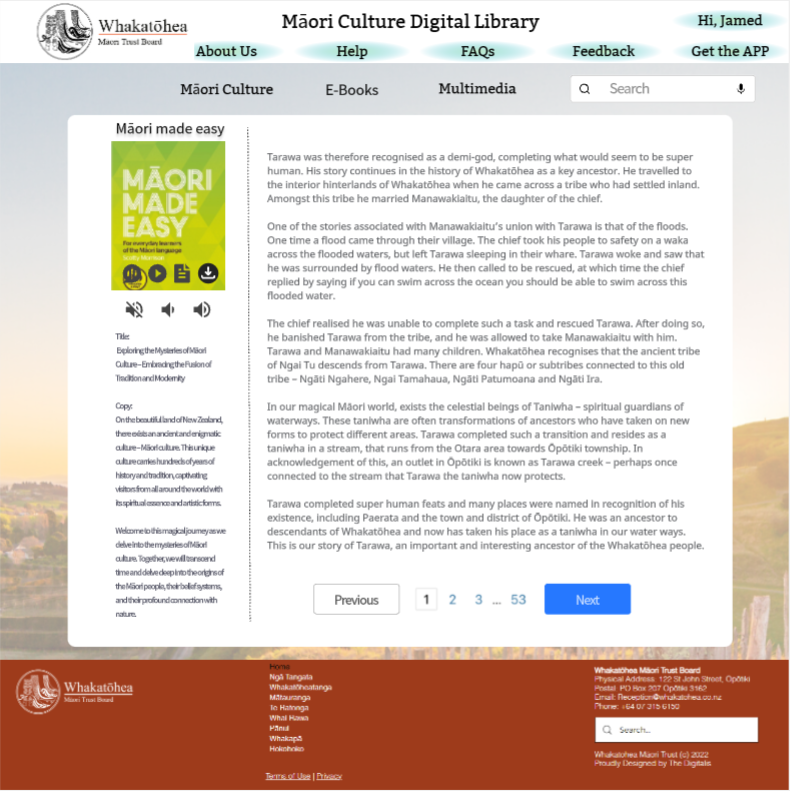 Whakatōhea
Māori Trust Board
Māori Culture Digital Library
Hi, Jamed
About Us
Help
FAQs
Feedback
Get the APP
Māori Culture
E-Books
Multimedia
Search
Māori made easy
MĀORI
MADE
EASY
For everyday learners
of the Māori language
Scotty Morrison
Title:
Exploring the Mysteries of Māori
Culture – Embracing the Fusion of
Tradition and Modernity
Copy:
On the beautiful land of New Zealand,
there exists an ancient and enigmatic
culture – Māori culture. This unique
culture carries hundreds of years of
history and tradition, captivating
visitors from all around the world with
its spiritual essence and artistic forms.
Welcome to this magical journey as we
delve into the mysteries of Māori
culture. Together, we will transcend
time and delve deep into the origins of
the Māori people, their belief systems,
and their profound connection with
nature.
Tarawa was therefore recognised as a demi-god, completing what would seem to be super
human. His story continues in the history of Whakatōhea as a key ancestor. He travelled to
the interior hinterlands of Whakatōhea when he came across a tribe who had settled inland.
Amongst this tribe he married Manawakiaitu, the daughter of the chief.
One of the stories associated with Manawakiaitu's union with Tarawa is that of the floods.
One time a flood came through their village. The chief took his people to safety on a waka
across the flooded waters, but left Tarawa sleeping in their whare. Tarawa woke and saw that
he was surrounded by flood waters. He then called to be rescued, at which time the chief
replied by saying if you can swim across the ocean you should be able to swim across this
flooded water.
The chief realised he was unable to complete such a task and rescued Tarawa. After doing so,
he banished Tarawa from the tribe, and he was allowed to take Manawakiaitu with him.
Tarawa and Manawakiaitu had many children. Whakatōhea recognises that the ancient tribe
of Ngai Tu descends from Tarawa. There are four hapū or subtribes connected to this old
tribe – Ngāti Ngahere, Ngai Tamahaua, Ngāti Patumoana and Ngāti Ira.
In our magical Māori world, exists the celestial beings of Taniwha – spiritual guardians of
waterways. These taniwha are often transformations of ancestors who have taken on new
forms to protect different areas. Tarawa completed such a transition and resides as a
taniwha in a stream, that runs from the Otara area towards Ōpōtiki township. In
acknowledgement of this, an outlet in Ōpōtiki is known as Tarawa creek – perhaps once
connected to the stream that Tarawa the taniwha now protects.
Tarawa completed super human feats and many places were named in recognition of his
existence, including Paerata and the town and district of Ōpōtiki. He was an ancestor to
descendants of Whakatōhea and now has taken his place as a taniwha in our water ways.
This is our story of Tarawa, an important and interesting ancestor of the Whakatōhea people.
Previous
1
2
3
...
53
Next
Whakatōhea
Māori Trust Board
Home
Ngā Tangata
Whakatōheatanga
Mātauranga
Te Ratonga
Whai Rawa
Pānui
Whakapā
Hokohoko
Terms of Use | Privacy
Whakatōhea Māori Trust Board
Physical Address: 122 St John Street, Opōtiki
Postal: PO Box 207 Opōtiki 3162
Email: Reception@whakatohea.co.nz
Phone: +64 07 315 6150
Search...
Whakatohea Māori Trust (c) 2022
Proudly Designed by The Digitalis